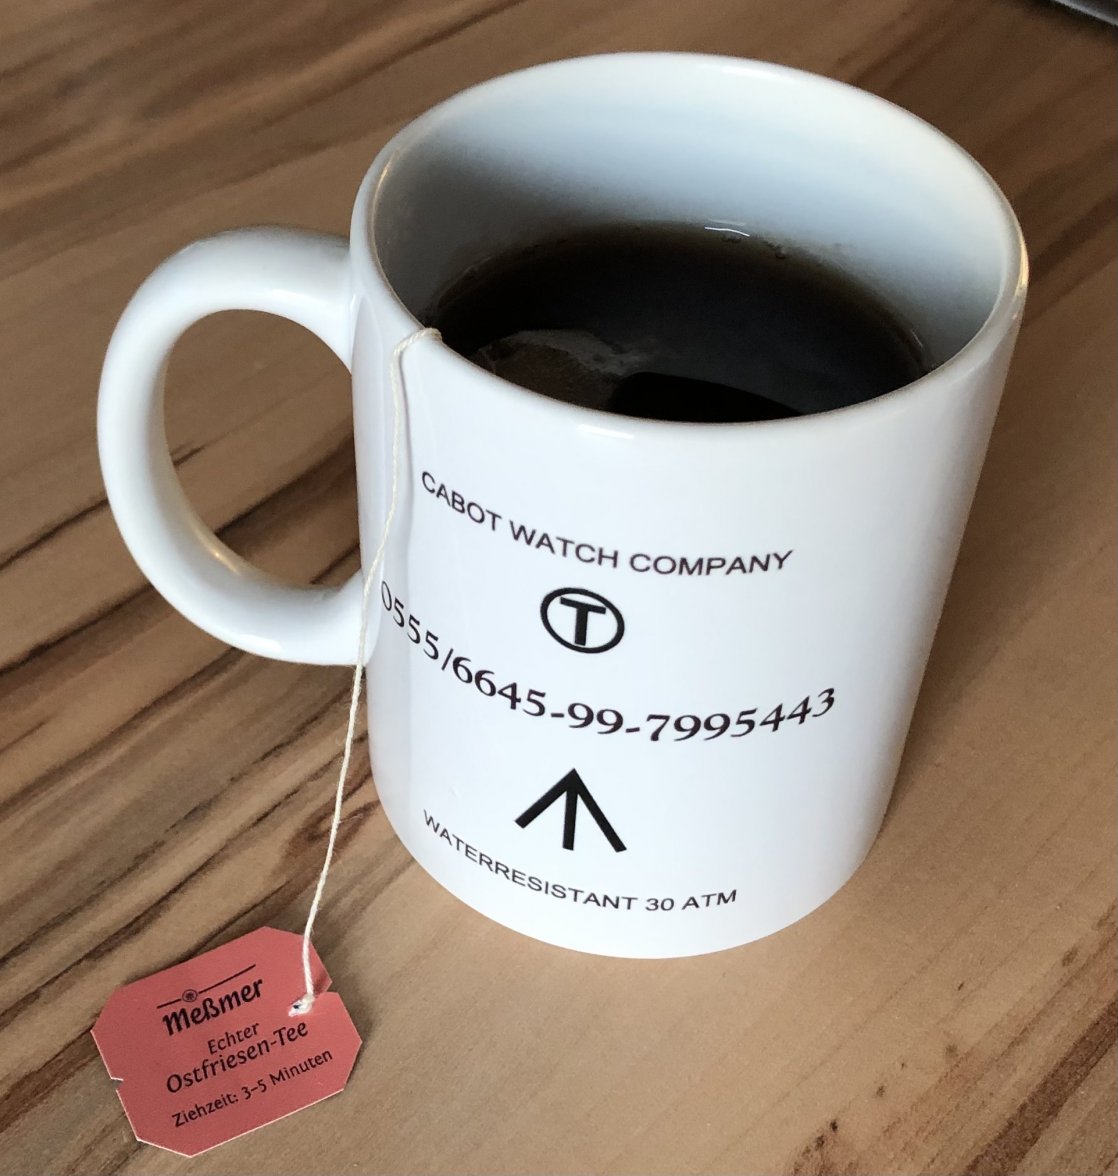 CABOT WATCH COMPANY
T
0555/6645-99-7995443
WATERRESISTANT 30 ATM
Meßmer
Echter
Ostfriesen-Tee
Ziehzeit: 3-5 Minuten